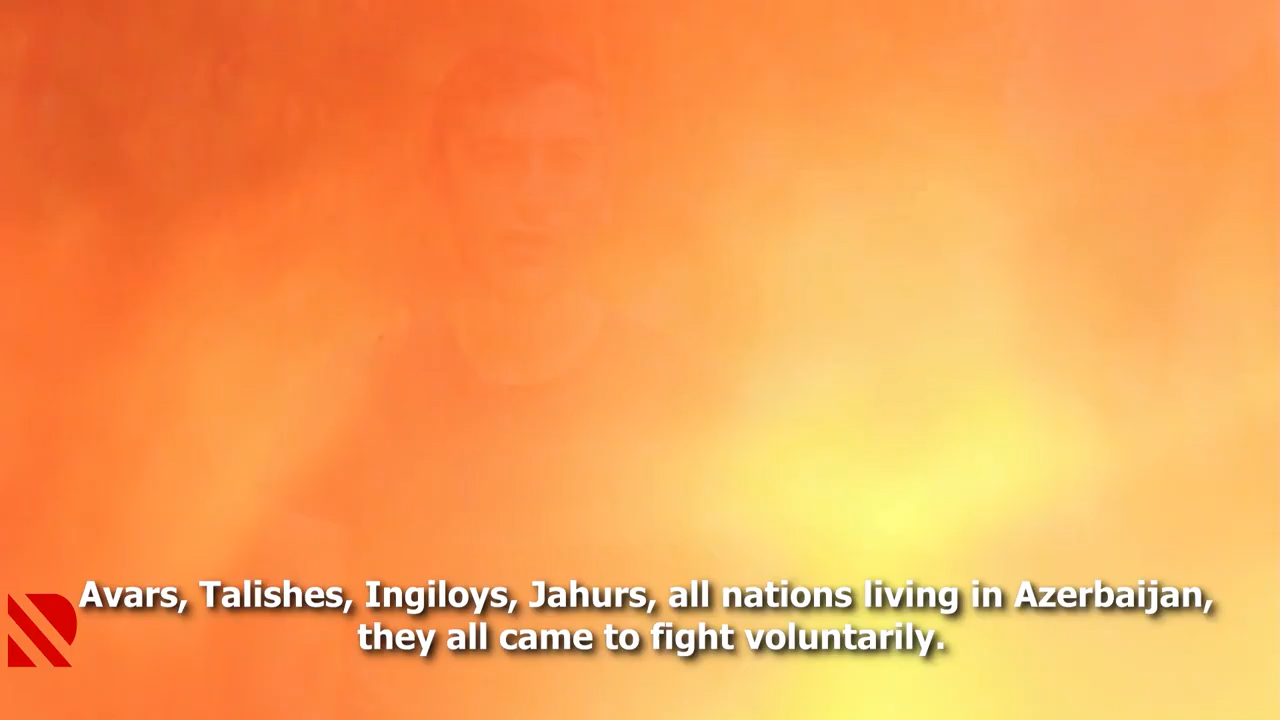 Avars, Talishes, Ingiloys, Jahurs, all nations living in Azerbaijan,
they all came to fight voluntarily.